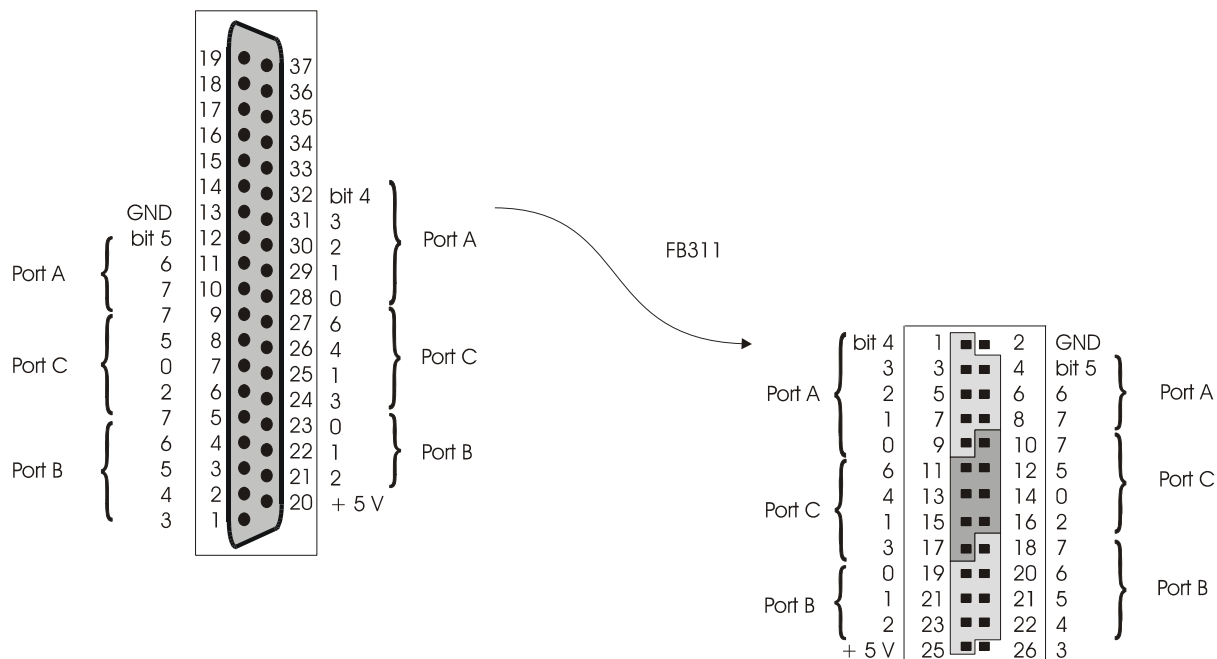 19 37
18 36
17 35
16 34
15 33
14 32 bit 4
GND 13 31 3
bit 5 12 30 2
Port A
6 11 29 1
Port A
7 10 28 0
7 9 27 6
5 8 26 4
Port C
0 7 25 1
Port C
2 6 24 3
7 5 23 0
6 4 22 1
Port B
5 3 21 2
Port B
4 2 20 + 5 V
3 1
FB311
bit 4 1 2 GND
3 3 4 bit 5
Port A
2 5 6 6
Port A
1 7 8 7
0 9 10 7
6 11 12 5
Port C
4 13 14 0
Port C
1 15 16 2
3 17 18 7
0 19 20 6
Port B
1 21 21 5
Port B
2 23 22 4
+ 5 V 25 26 3